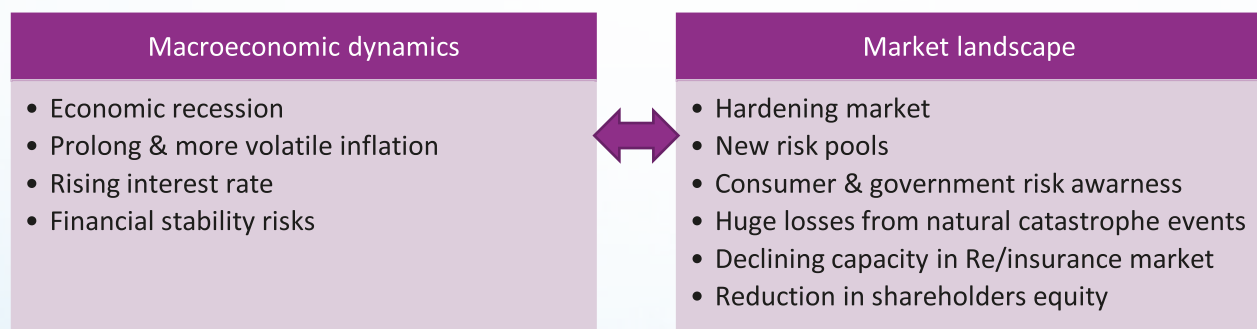 Macroeconomic dynamics
• Economic recession
• Prolong & more volatile inflation
• Rising interest rate
• Financial stability risks
Market landscape
• Hardening market
• New risk pools
• Consumer & government risk awarness
• Huge losses from natural catastrophe events
• Declining capacity in Re/insurance market
• Reduction in shareholders equity